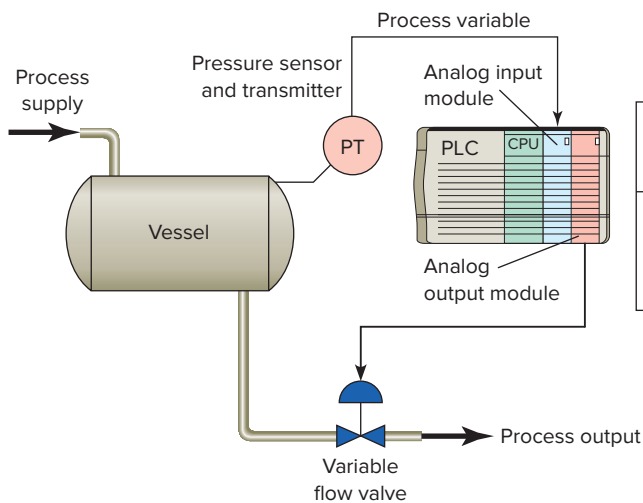 Process variable
Process
supply
Pressure sensor
and transmitter
Analog input
module
PT
PLC
CPU
Vessel
Analog
output module
Process output
Variable
flow valve